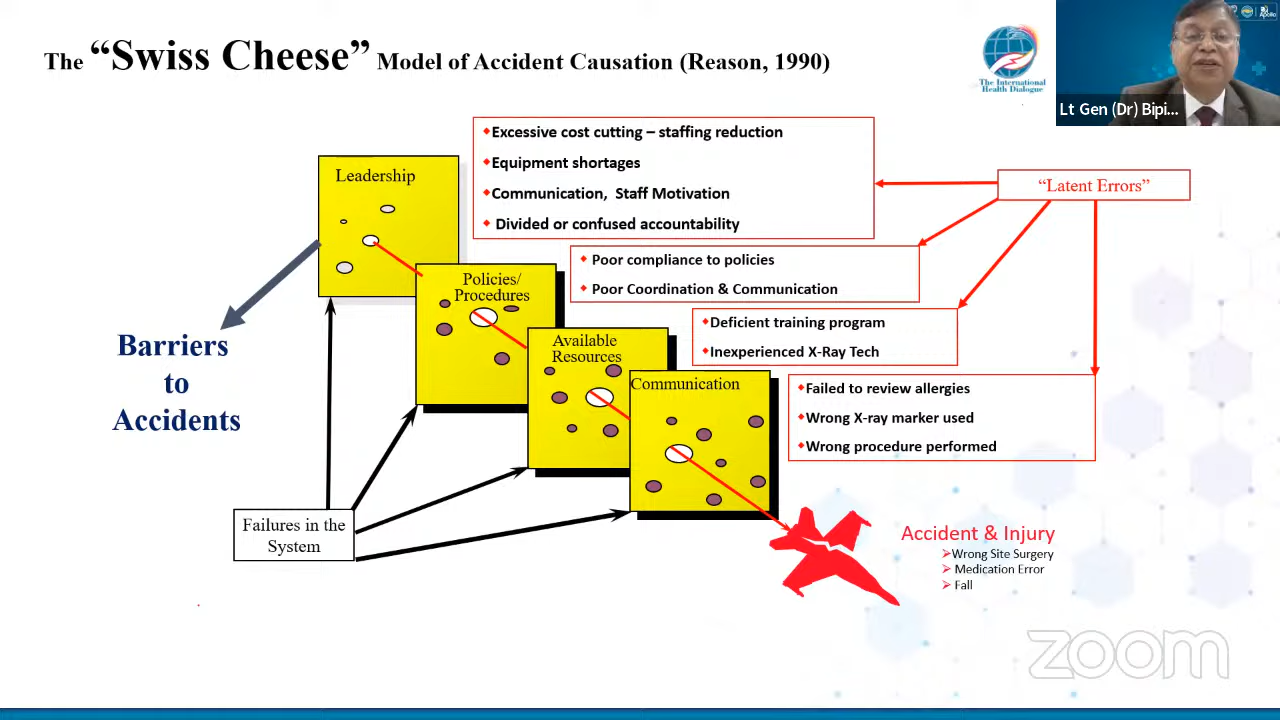 The “Swiss Cheese” Model of Accident Causation (Reason, 1990)
The International
Health Dialogue
Apollo
Lt Gen (Dr) Bipi...
Leadership
Excessive cost cutting – staffing reduction
Equipment shortages
Communication, Staff Motivation
Divided or confused accountability
“Latent Errors”
Policies/
Procedures
Poor compliance to policies
Poor Coordination & Communication
Available
Resources
Deficient training program
Inexperienced X-Ray Tech
Communication
Failed to review allergies
Wrong X-ray marker used
Wrong procedure performed
Barriers
to
Accidents
Failures in the
System
Accident & Injury
Wrong Site Surgery
Medication Error
Fall
zoom